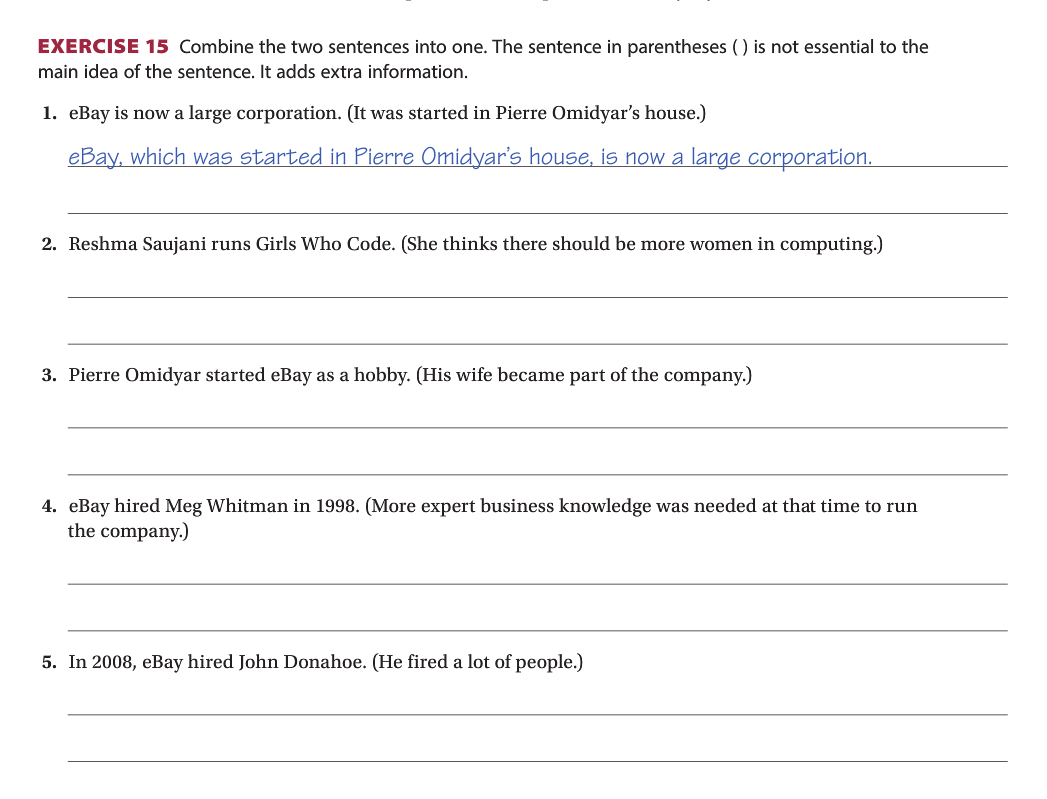 EXERCISE 15 Combine the two sentences into one. The sentence in parentheses ( ) is not essential to the
main idea of the sentence. It adds extra information.
1. eBay is now a large corporation. (It was started in Pierre Omidyar’s house.)
eBay, which was started in Pierre Omidyar’s house, is now a large corporation.
2. Reshma Saujani runs Girls Who Code. (She thinks there should be more women in computing.)
3. Pierre Omidyar started eBay as a hobby. (His wife became part of the company.)
4. eBay hired Meg Whitman in 1998. (More expert business knowledge was needed at that time to run
the company.)
5. In 2008, eBay hired John Donahoe. (He fired a lot of people.)